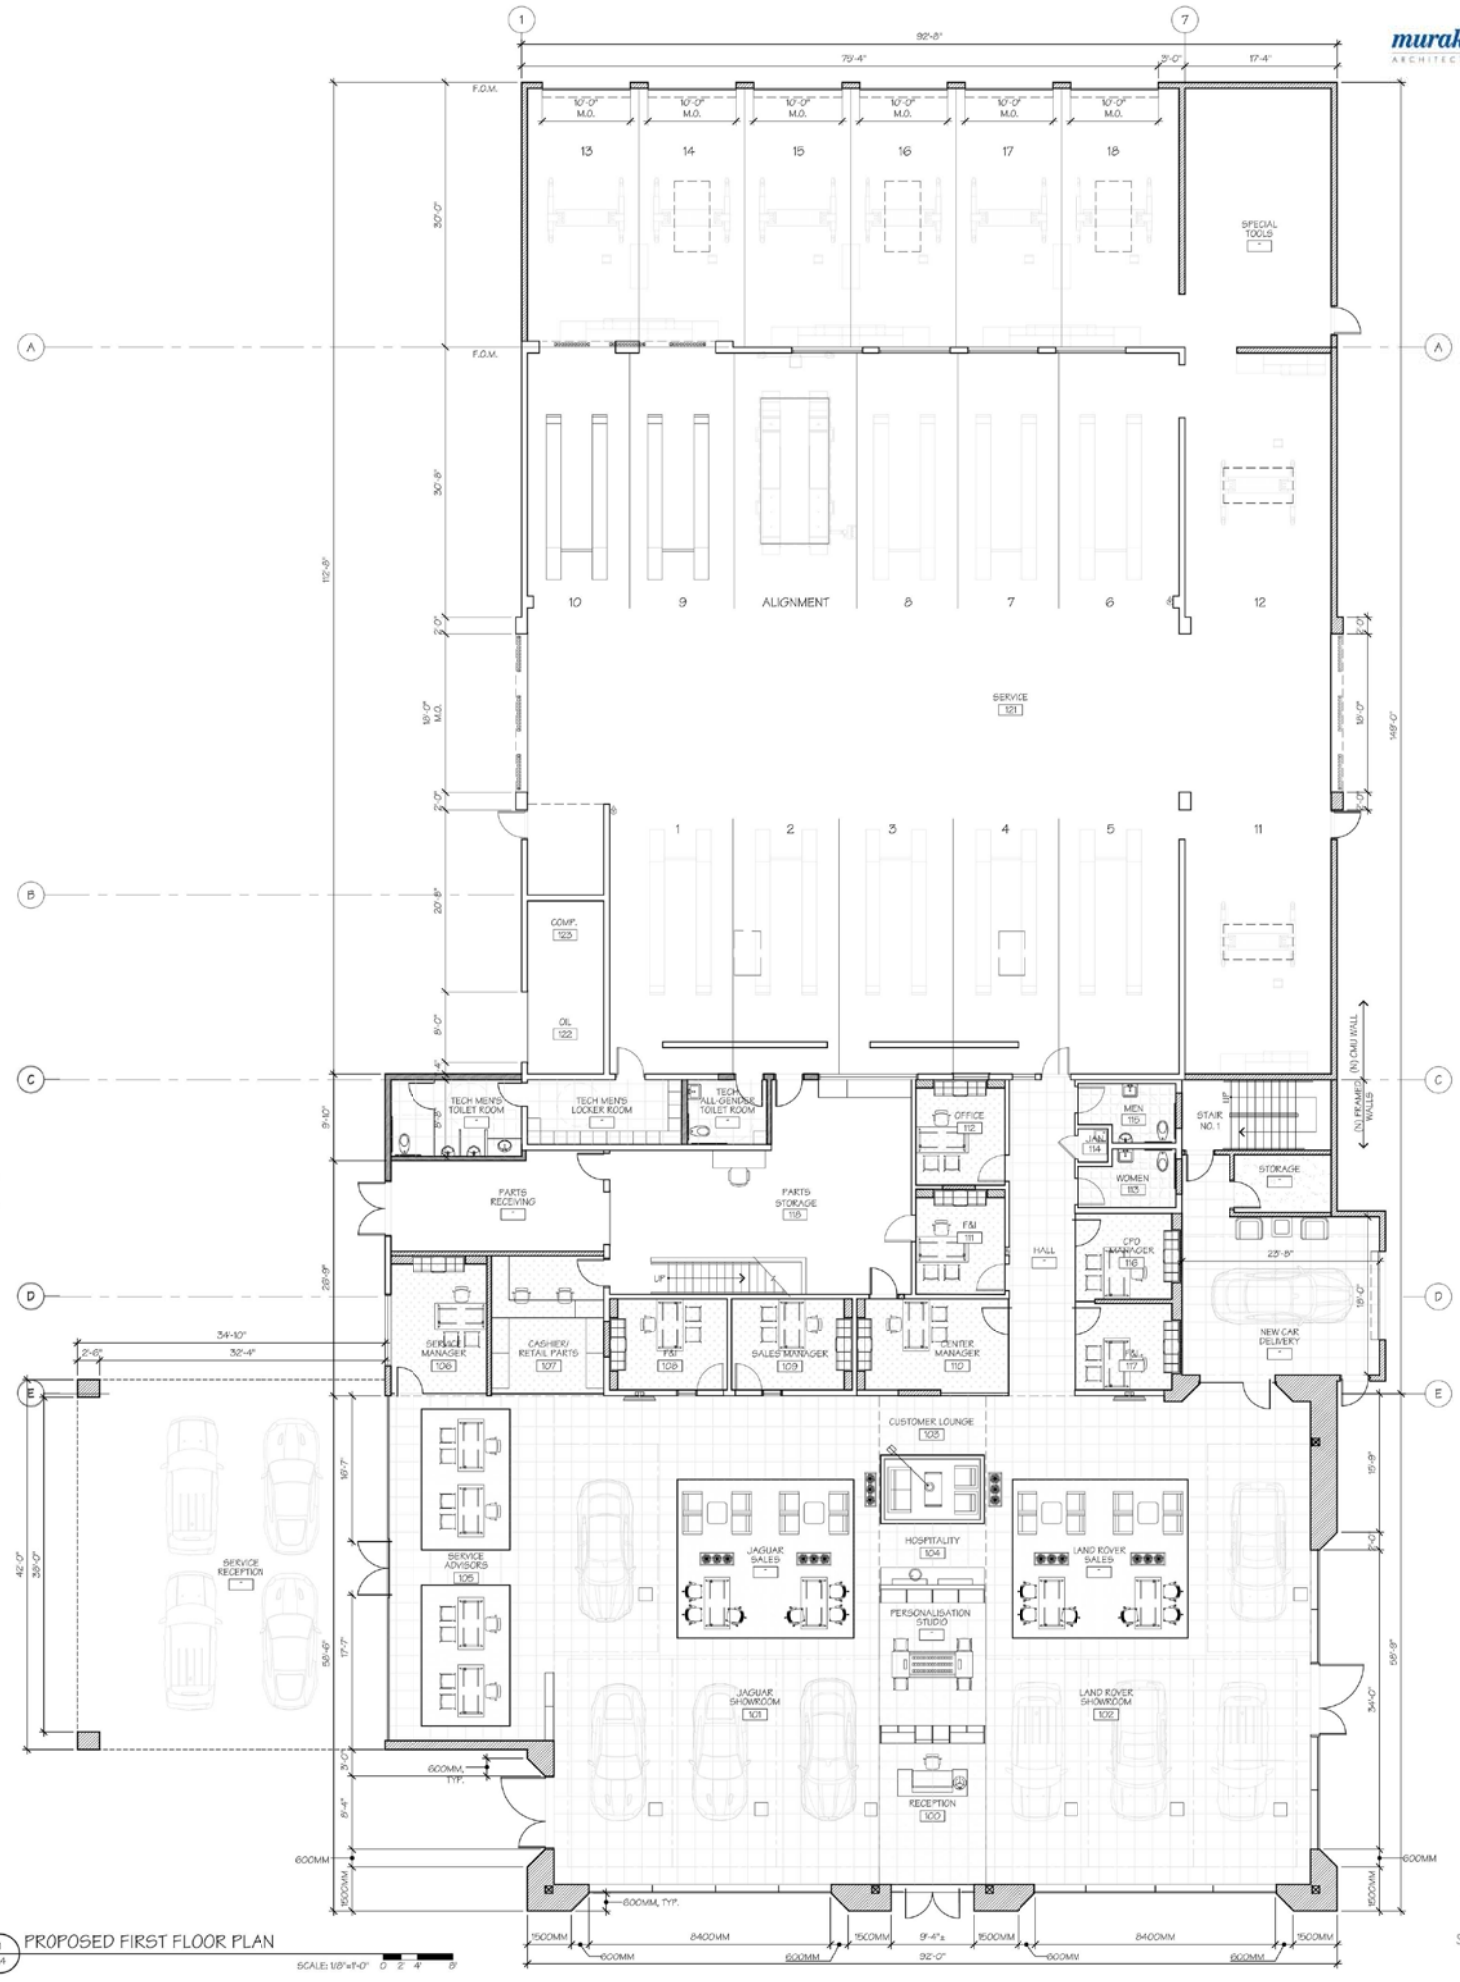 1
7
murak
ARCHITEC
92'-8"
75'-4"
3'-0"
17'-4"
F.O.M.
10'-0"
M.O.
10'-0"
M.O.
10'-0"
M.O.
10'-0"
M.O.
10'-0"
M.O.
10'-0"
M.O.
13
14
15
16
17
18
30'-0"
SPECIAL
TOOLS
A
F.O.M.
A
30'-8"
112'-8"
10
9
ALIGNMENT
8
7
6
12
2'-0"
2'-0"
18'-0"
M.O.
SERVICE
121
18'-0"
149'-0"
2'-0"
2'-0"
1
2
3
4
5
11
B
20'-8"
COMP.
123
OIL
122
8'-0"
(N) CMU WALL
(N) FRAMED
WALLS
C
C
9'-10"
TECH MEN'S
TOILET ROOM
TECH MEN'S
LOCKER ROOM
TECH
ALL-GENDER
TOILET ROOM
OFFICE
112
MEN
115
STAIR
NO. 1
UP
JAN.
114
WOMEN
113
STORAGE
PARTS
RECEIVING
PARTS
STORAGE
118
F&I
111
HALL
CPO
MANAGER
116
23'-8"
18'-0"
26'-9"
UP
D
D
NEW CAR
DELIVERY
34'-10"
2'-6"
32'-4"
SERVICE
MANAGER
106
CASHIER/
RETAIL PARTS
107
F&I
108
SALES MANAGER
109
CENTER
MANAGER
110
F&I
117
E
E
CUSTOMER LOUNGE
103
16'-7"
15'-9"
HOSPITALITY
104
JAGUAR
SALES
LAND ROVER
SALES
SERVICE
ADVISORS
105
SERVICE
RECEPTION
42'-0"
38'-0"
PERSONALISATION
STUDIO
17'-7"
58'-6"
58'-9"
34'-0"
JAGUAR
SHOWROOM
101
LAND ROVER
SHOWROOM
102
3'-0"
600MM,
TYP.
8'-4"
RECEPTION
100
600MM
600MM
1500MM
1500MM
600MM, TYP.
1500MM
8400MM
1500MM
9'-4"±
1500MM
8400MM
1500MM
600MM
600MM
92'-0"
600MM
600MM
PROPOSED FIRST FLOOR PLAN
SCALE: 1/8"=1'-0" 0 2' 4' 8'